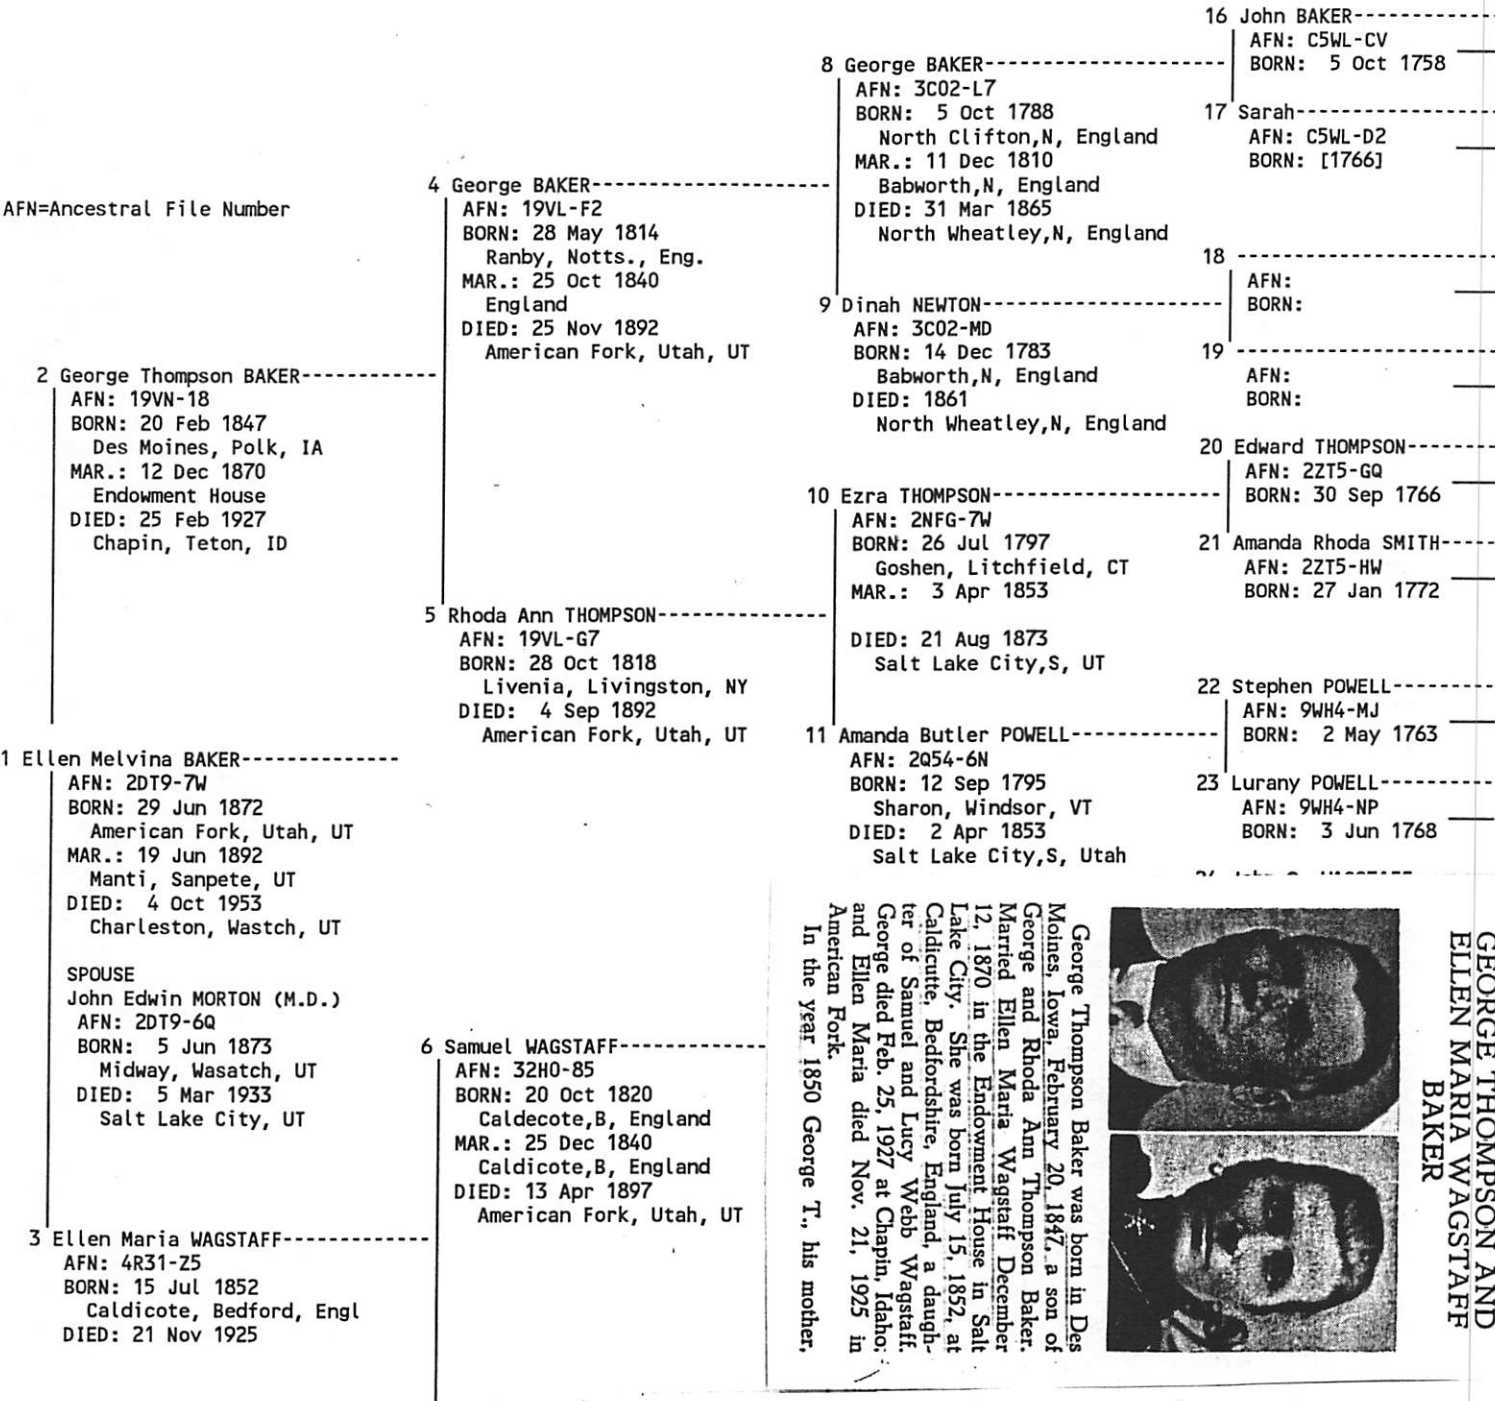 AFN=Ancestral File Number
1 Ellen Melvina BAKER
AFN: 2DT9-7W
BORN: 29 Jun 1872
American Fork, Utah, UT
MAR.: 19 Jun 1892
Manti, Sanpete, UT
DIED: 4 Oct 1953
Charleston, Wastch, UT
SPOUSE
John Edwin MORTON (M.D.)
AFN: 2DT9-6Q
BORN: 5 Jun 1873
Midway, Wasatch, UT
DIED: 5 Mar 1933
Salt Lake City, UT
2 George Thompson BAKER
AFN: 19VN-18
BORN: 20 Feb 1847
Des Moines, Polk, IA
MAR.: 12 Dec 1870
Endowment House
DIED: 25 Feb 1927
Chapin, Teton, ID
3 Ellen Maria WAGSTAFF
AFN: 4R31-Z5
BORN: 15 Jul 1852
Caldicote, Bedford, Engl
DIED: 21 Nov 1925
4 George BAKER
AFN: 19VL-F2
BORN: 28 May 1814
Ranby, Notts., Eng.
MAR.: 25 Oct 1840
England
DIED: 25 Nov 1892
American Fork, Utah, UT
5 Rhoda Ann THOMPSON
AFN: 19VL-G7
BORN: 28 Oct 1818
Livenia, Livingston, NY
DIED: 4 Sep 1892
American Fork, Utah, UT
6 Samuel WAGSTAFF
AFN: 32H0-85
BORN: 20 Oct 1820
Caldecote,B, England
MAR.: 25 Dec 1840
Caldicote,B, England
DIED: 13 Apr 1897
American Fork, Utah, UT
8 George BAKER
AFN: 3C02-L7
BORN: 5 Oct 1788
North Clifton,N, England
MAR.: 11 Dec 1810
Babworth,N, England
DIED: 31 Mar 1865
North Wheatley,N, England
9 Dinah NEWTON
AFN: 3C02-MD
BORN: 14 Dec 1783
Babworth,N, England
DIED: 1861
North Wheatley,N, England
10 Ezra THOMPSON
AFN: 2NFG-7W
BORN: 26 Jul 1797
Goshen, Litchfield, CT
MAR.: 3 Apr 1853
DIED: 21 Aug 1873
Salt Lake City,S, UT
11 Amanda Butler POWELL
AFN: 2Q54-6N
BORN: 12 Sep 1795
Sharon, Windsor, VT
DIED: 2 Apr 1853
Salt Lake City,S, Utah
16 John BAKER
AFN: C5WL-CV
BORN: 5 Oct 1758
17 Sarah
AFN: C5WL-D2
BORN: [1766]
18
AFN:
BORN:
19
AFN:
BORN:
20 Edward THOMPSON
AFN: 2ZT5-GQ
BORN: 30 Sep 1766
21 Amanda Rhoda SMITH
AFN: 2ZT5-HW
BORN: 27 Jan 1772
22 Stephen POWELL
AFN: 9WH4-MJ
BORN: 2 May 1763
23 Lurany POWELL
AFN: 9WH4-NP
BORN: 3 Jun 1768
GEORGE THOMPSON AND
ELLEN MARIA WAGSTAFF
BAKER
George Thompson Baker was born in Des
Moines, Iowa, February 20, 1847, a son of
George and Rhoda Ann Thompson Baker.
Married Ellen Maria Wagstaff December
12, 1870 in the Endowment House in Salt
Lake City. She was born July 15, 1852, at
Caldicutte, Bedfordshire, England, a daugh-
ter of Samuel and Lucy Webb Wagstaff.
George died Feb. 25, 1927 at Chapin, Idaho;
and Ellen Maria died Nov. 21, 1925 in
American Fork.
In the year 1850 George T., his mother,